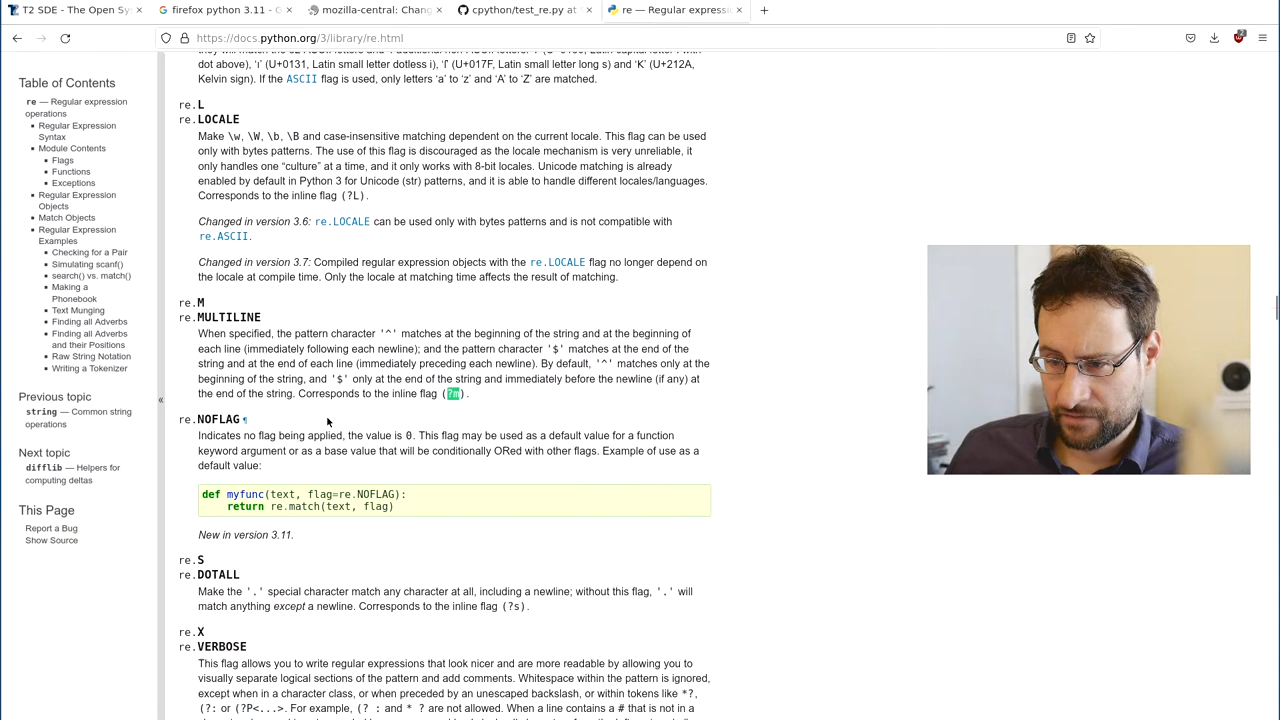 T2 SDE - The Open Sy
firefox python 3.11 - G
mozilla-central: Chang
cpython/test_re.py at
re — Regular expressio
https://docs.python.org/3/library/re.html
2
Table of Contents
re — Regular expression
operations
Regular Expression
Syntax
Module Contents
Flags
Functions
Exceptions
Regular Expression
Objects
Match Objects
Regular Expression
Examples
Checking for a Pair
Simulating scanf()
search() vs. match()
Making a
Phonebook
Text Munging
Finding all Adverbs
Finding all Adverbs
and their Positions
Raw String Notation
Writing a Tokenizer
Previous topic
string — Common string
operations
Next topic
difflib — Helpers for
computing deltas
This Page
Report a Bug
Show Source
«
dot above), 'ı' (U+0131, Latin small letter dotless i), 'ſ' (U+017F, Latin small letter long s) and 'K' (U+212A,
Kelvin sign). If the ASCII flag is used, only letters 'a' to 'z' and 'A' to 'Z' are matched.
re.L
re.LOCALE
Make \w, \W, \b, \B and case-insensitive matching dependent on the current locale. This flag can be used
only with bytes patterns. The use of this flag is discouraged as the locale mechanism is very unreliable, it
only handles one “culture” at a time, and it only works with 8-bit locales. Unicode matching is already
enabled by default in Python 3 for Unicode (str) patterns, and it is able to handle different locales/languages.
Corresponds to the inline flag (?L).
Changed in version 3.6: re.LOCALE can be used only with bytes patterns and is not compatible with
re.ASCII.
Changed in version 3.7: Compiled regular expression objects with the re.LOCALE flag no longer depend on
the locale at compile time. Only the locale at matching time affects the result of matching.
re.M
re.MULTILINE
When specified, the pattern character '^' matches at the beginning of the string and at the beginning of
each line (immediately following each newline); and the pattern character '$' matches at the end of the
string and at the end of each line (immediately preceding each newline). By default, '^' matches only at the
beginning of the string, and '$' only at the end of the string and immediately before the newline (if any) at
the end of the string. Corresponds to the inline flag (?m).
re.NOFLAG ¶
Indicates no flag being applied, the value is 0. This flag may be used as a default value for a function
keyword argument or as a base value that will be conditionally ORed with other flags. Example of use as a
default value:
def myfunc(text, flag=re.NOFLAG):
return re.match(text, flag)
New in version 3.11.
re.S
re.DOTALL
Make the '.' special character match any character at all, including a newline; without this flag, '.' will
match anything except a newline. Corresponds to the inline flag (?s).
re.X
re.VERBOSE
This flag allows you to write regular expressions that look nicer and are more readable by allowing you to
visually separate logical sections of the pattern and add comments. Whitespace within the pattern is ignored,
except when in a character class, or when preceded by an unescaped backslash, or within tokens like *?,
(?: or (?P<...>. For example, (? : and * ? are not allowed. When a line contains a # that is not in a